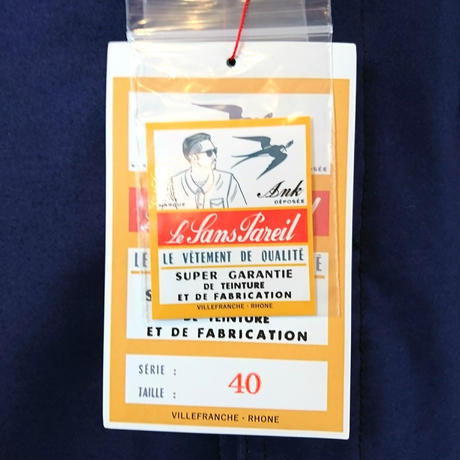 MARQUE
Ank
DÉPOSÉE
Le Sans Pareil
LE VÊTEMENT DE QUALITÉ
SUPER GARANTIE
DE TEINTURE
ET DE FABRICATION
VILLEFRANCHE - RHONE
DE TEINTURE
ET DE FABRICATION
SÉRIE :
TAILLE : 40
VILLEFRANCHE - RHONE